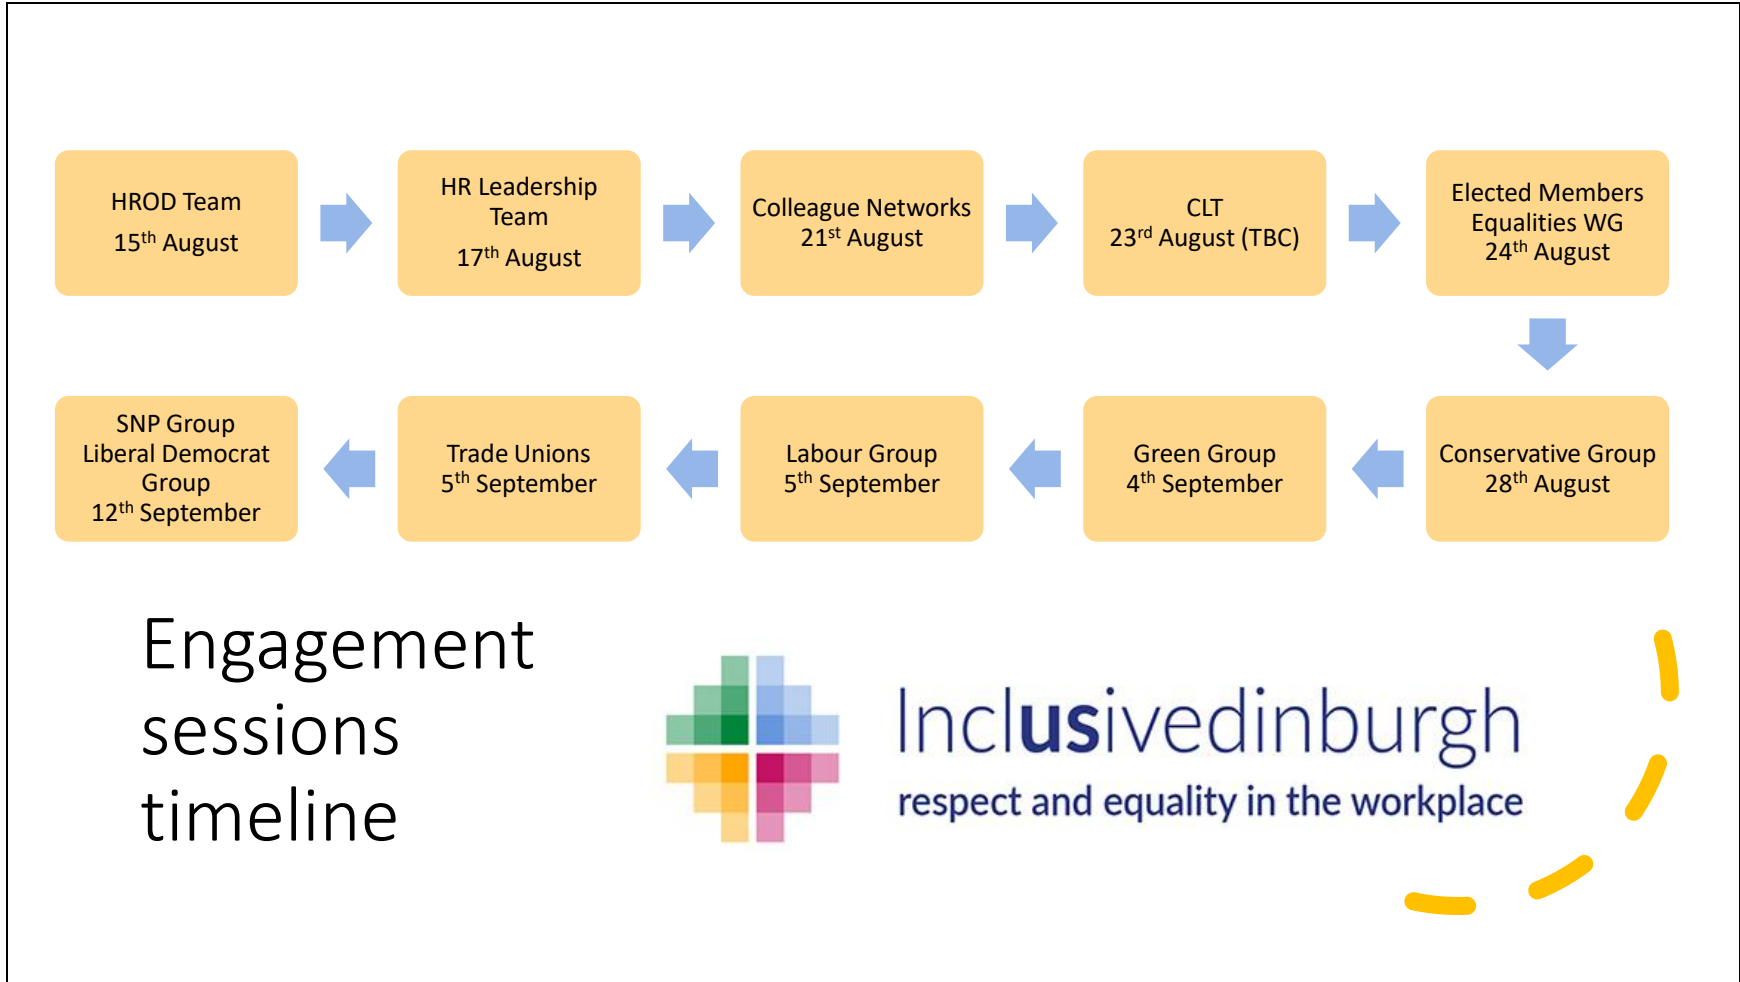 HROD Team
15th August
HR Leadership
Team
17th August
Colleague Networks
21st August
CLT
23rd August (TBC)
Elected Members
Equalities WG
24th August
Conservative Group
28th August
Green Group
4th September
Labour Group
5th September
Trade Unions
5th September
SNP Group
Liberal Democrat
Group
12th September
Engagement
sessions
timeline
Inclusivedinburgh
respect and equality in the workplace